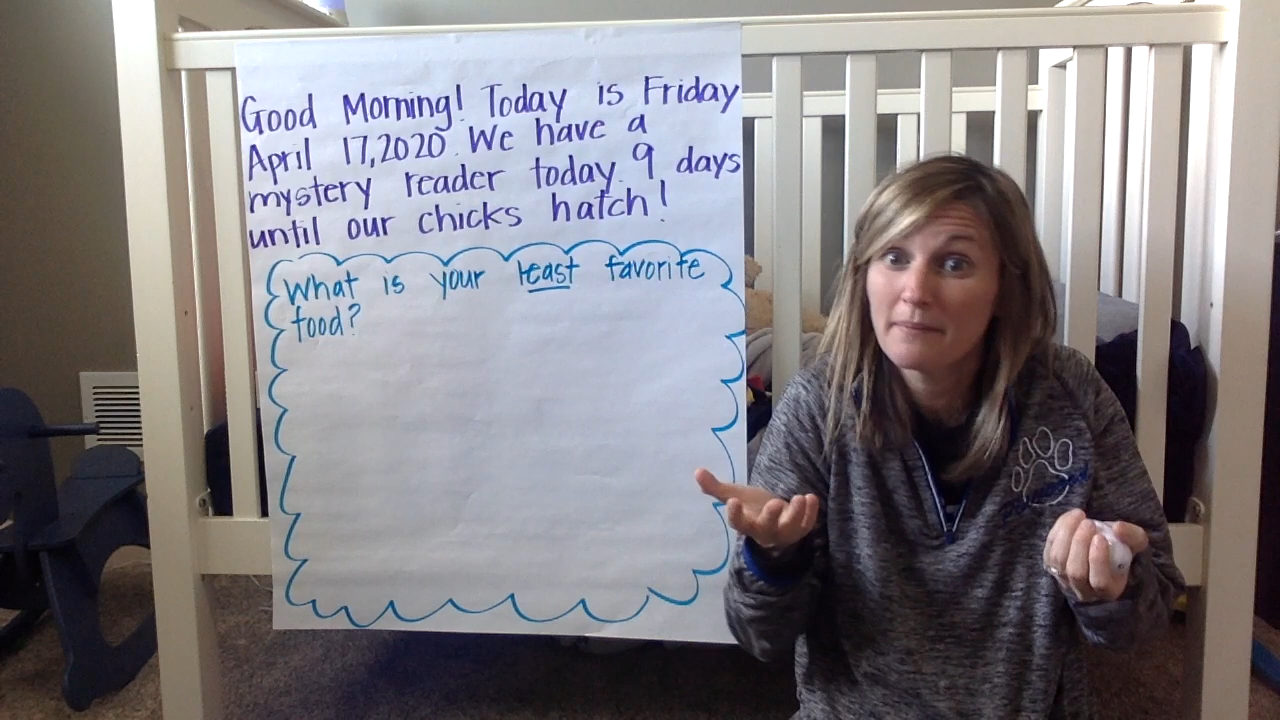 Good Morning! Today is Friday
April 17, 2020. We have a
mystery reader today. 9 days
until our chicks hatch!
What is your least favorite
food?